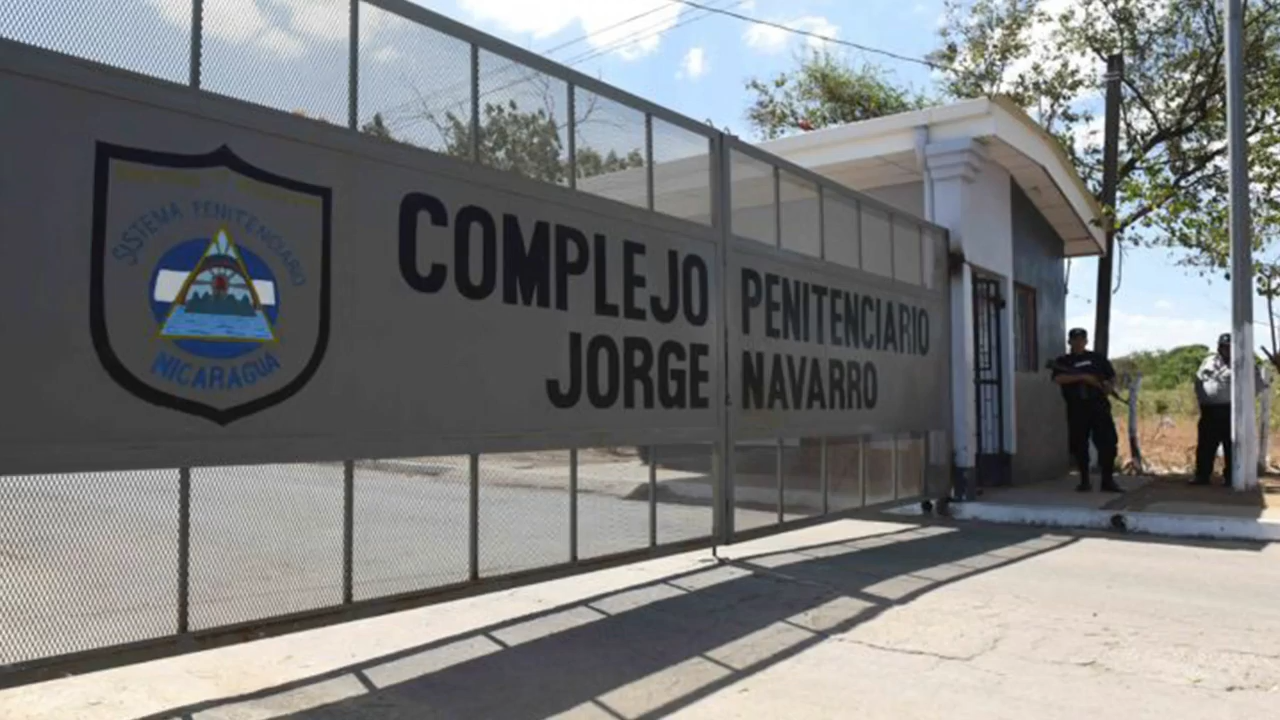 SISTEMA PENITENCIARIO
NICARAGUA
COMPLEJO PENITENCIARIO
JORGE NAVARRO